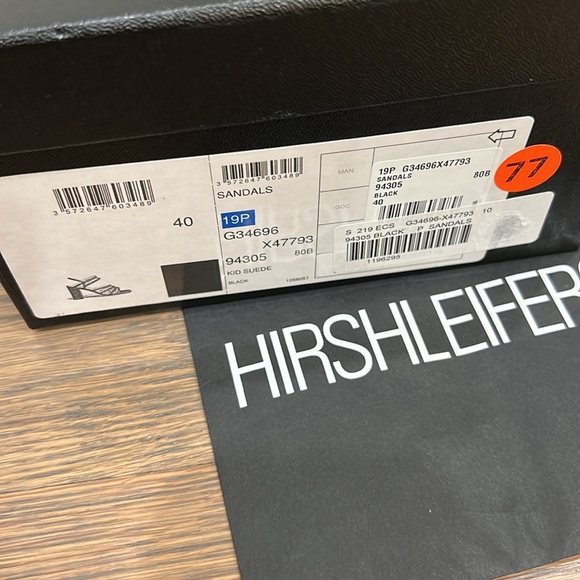 3 572647 603489
40
3 572647 603489
SANDALS
19P
G34696
X47793
94305 80B
KID SUEDE
BLACK
MAN
19P G34696X47793
SANDALS 80B
94305
BLACK
40
S 219 ECS G34696-X47793 10
94305 BLACK P SANDALS
1196295
77
HIRSHLEIFERS